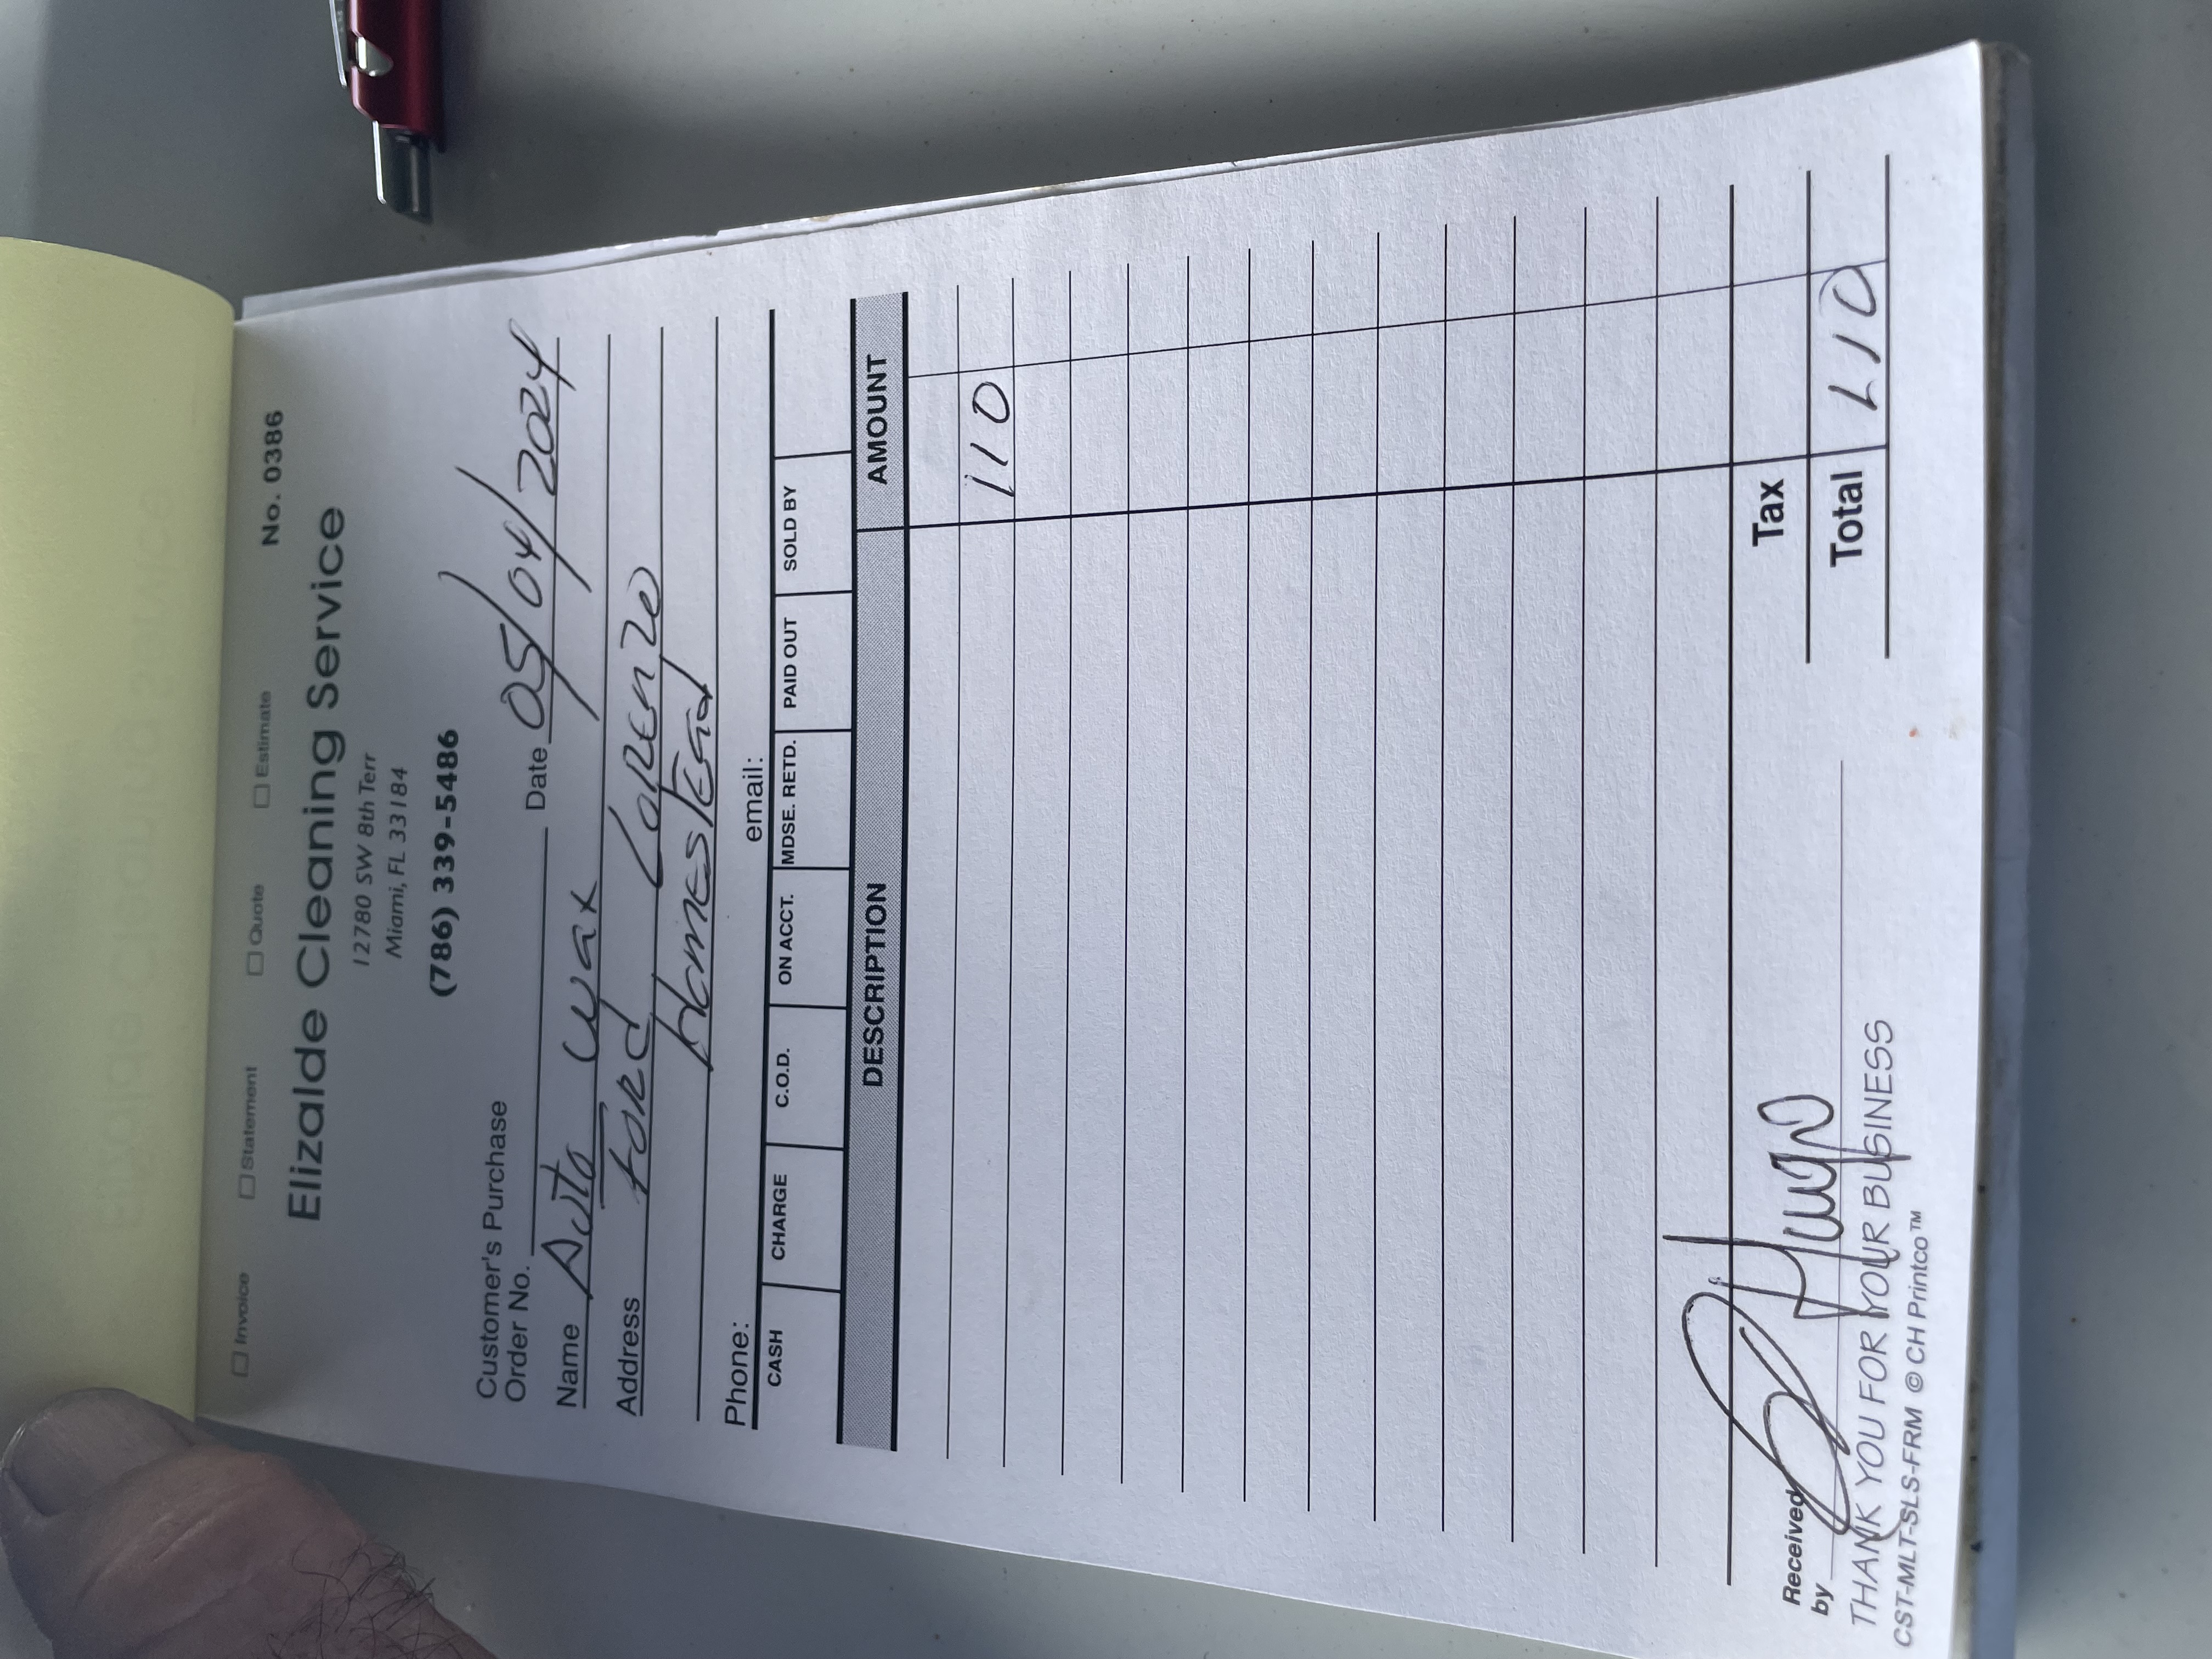 ☐ Invoice ☐ Statement ☐ Quote ☐ Estimate No. 0386
Elizalde Cleaning Service
12780 SW 8th Terr
Miami, FL 33184
(786) 339-5486
Customer's Purchase
Order No. Date 05/04/2024
Name Auto Wax
Address Ford Lorenzo
HomesTead
Phone: email:
CASH CHARGE C.O.D. ON ACCT. MDSE. RETD. PAID OUT SOLD BY
DESCRIPTION AMOUNT
110
Tax
Total 110
Received
by
THANK YOU FOR YOUR BUSINESS
CST-MLT-SLS-FRM © CH Printco™